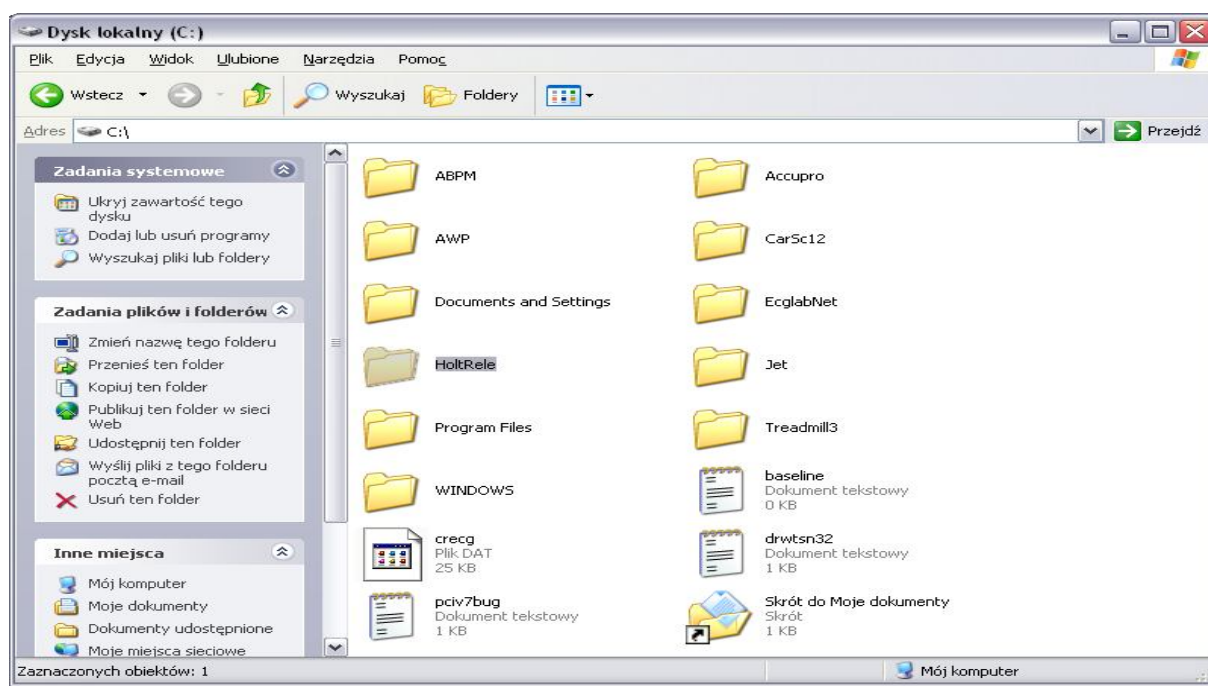 Dysk lokalny (C:)
Plik Edycja Widok Ulubione Narzędzia Pomoc
Wstecz Wyszukaj Foldery
Adres C:\ Przejdź
Zadania systemowe
Ukryj zawartość tego
dysku
Dodaj lub usuń programy
Wyszukaj pliki lub foldery
Zadania plików i folderów
Zmień nazwę tego folderu
Przenieś ten folder
Kopiuj ten folder
Publikuj ten folder w sieci
Web
Udostępnij ten folder
Wyślij pliki z tego folderu
pocztą e-mail
Usuń ten folder
Inne miejsca
Mój komputer
Moje dokumenty
Dokumenty udostępnione
Moje miejsca sieciowe
ABPM
Accupro
AWP
CarSc12
Documents and Settings
EcglabNet
HoltRele
Jet
Program Files
Treadmill3
WINDOWS
baseline
Dokument tekstowy
0 KB
crecg
Plik DAT
25 KB
drwtsn32
Dokument tekstowy
1 KB
pciv7bug
Dokument tekstowy
1 KB
Skrót do Moje dokumenty
Skrót
1 KB
Zaznaczonych obiektów: 1
Mój komputer